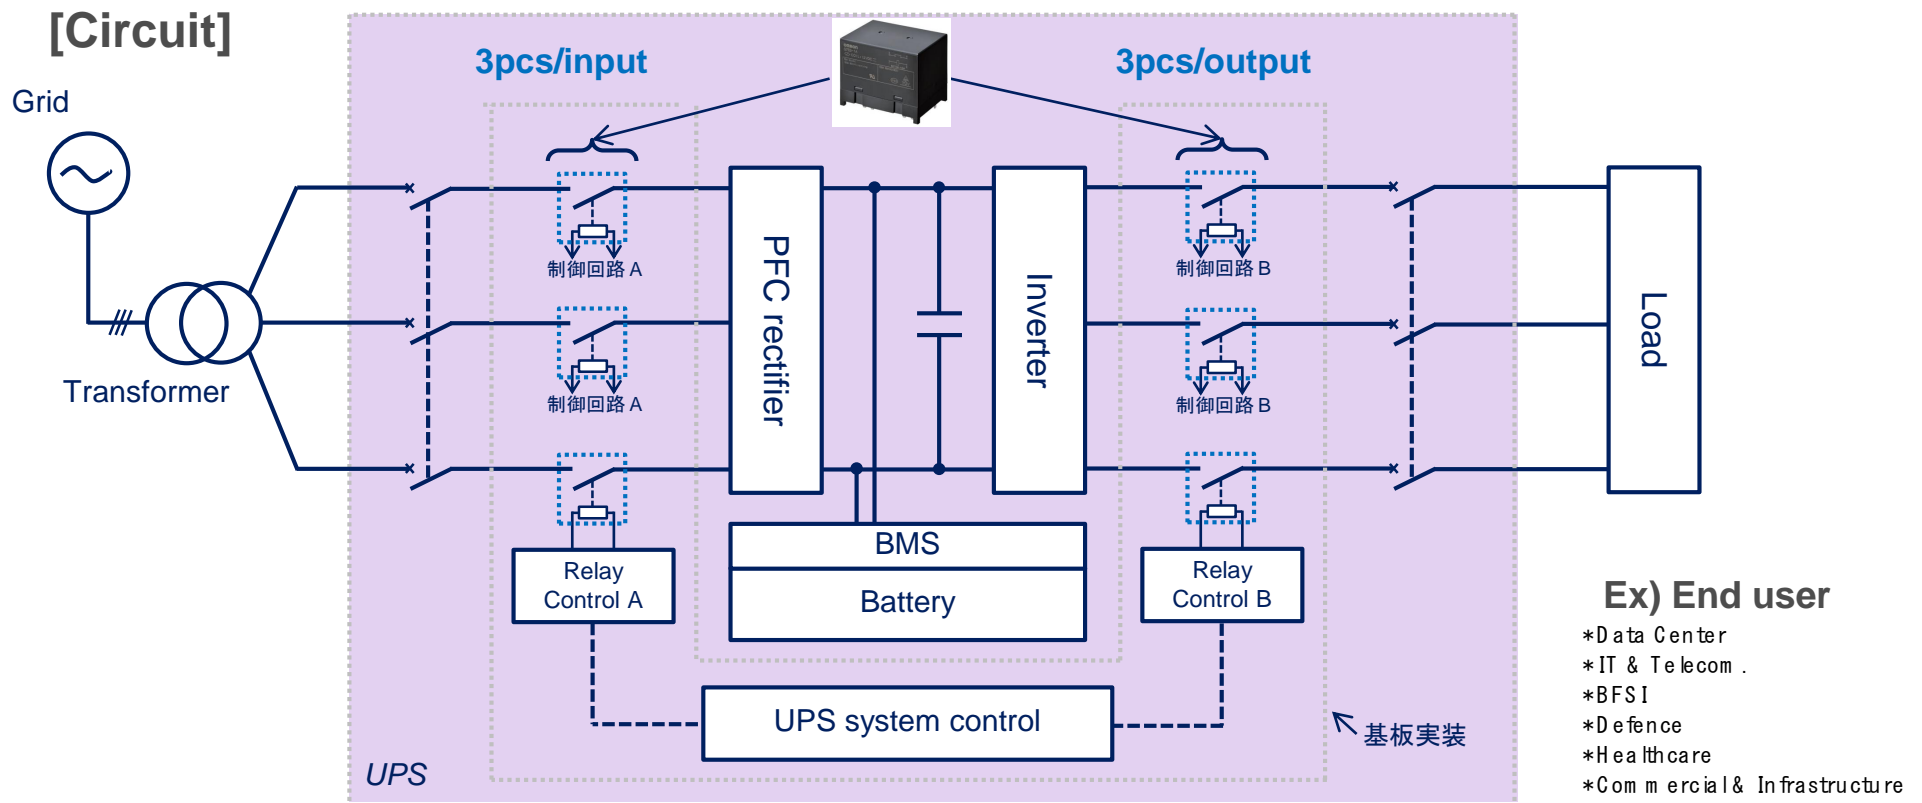 [Circuit]
3pcs/input
3pcs/output
Grid
Transformer
制御回路 A
制御回路 A
Relay
Control A
PFC rectifier
BMS
Battery
Inverter
制御回路 B
制御回路 B
Relay
Control B
Load
UPS system control
基板実装
UPS
Ex) End user
*Data Center
*IT & Telecom.
*BFSI
*Defence
*Healthcare
*Commercial & Infrastructure